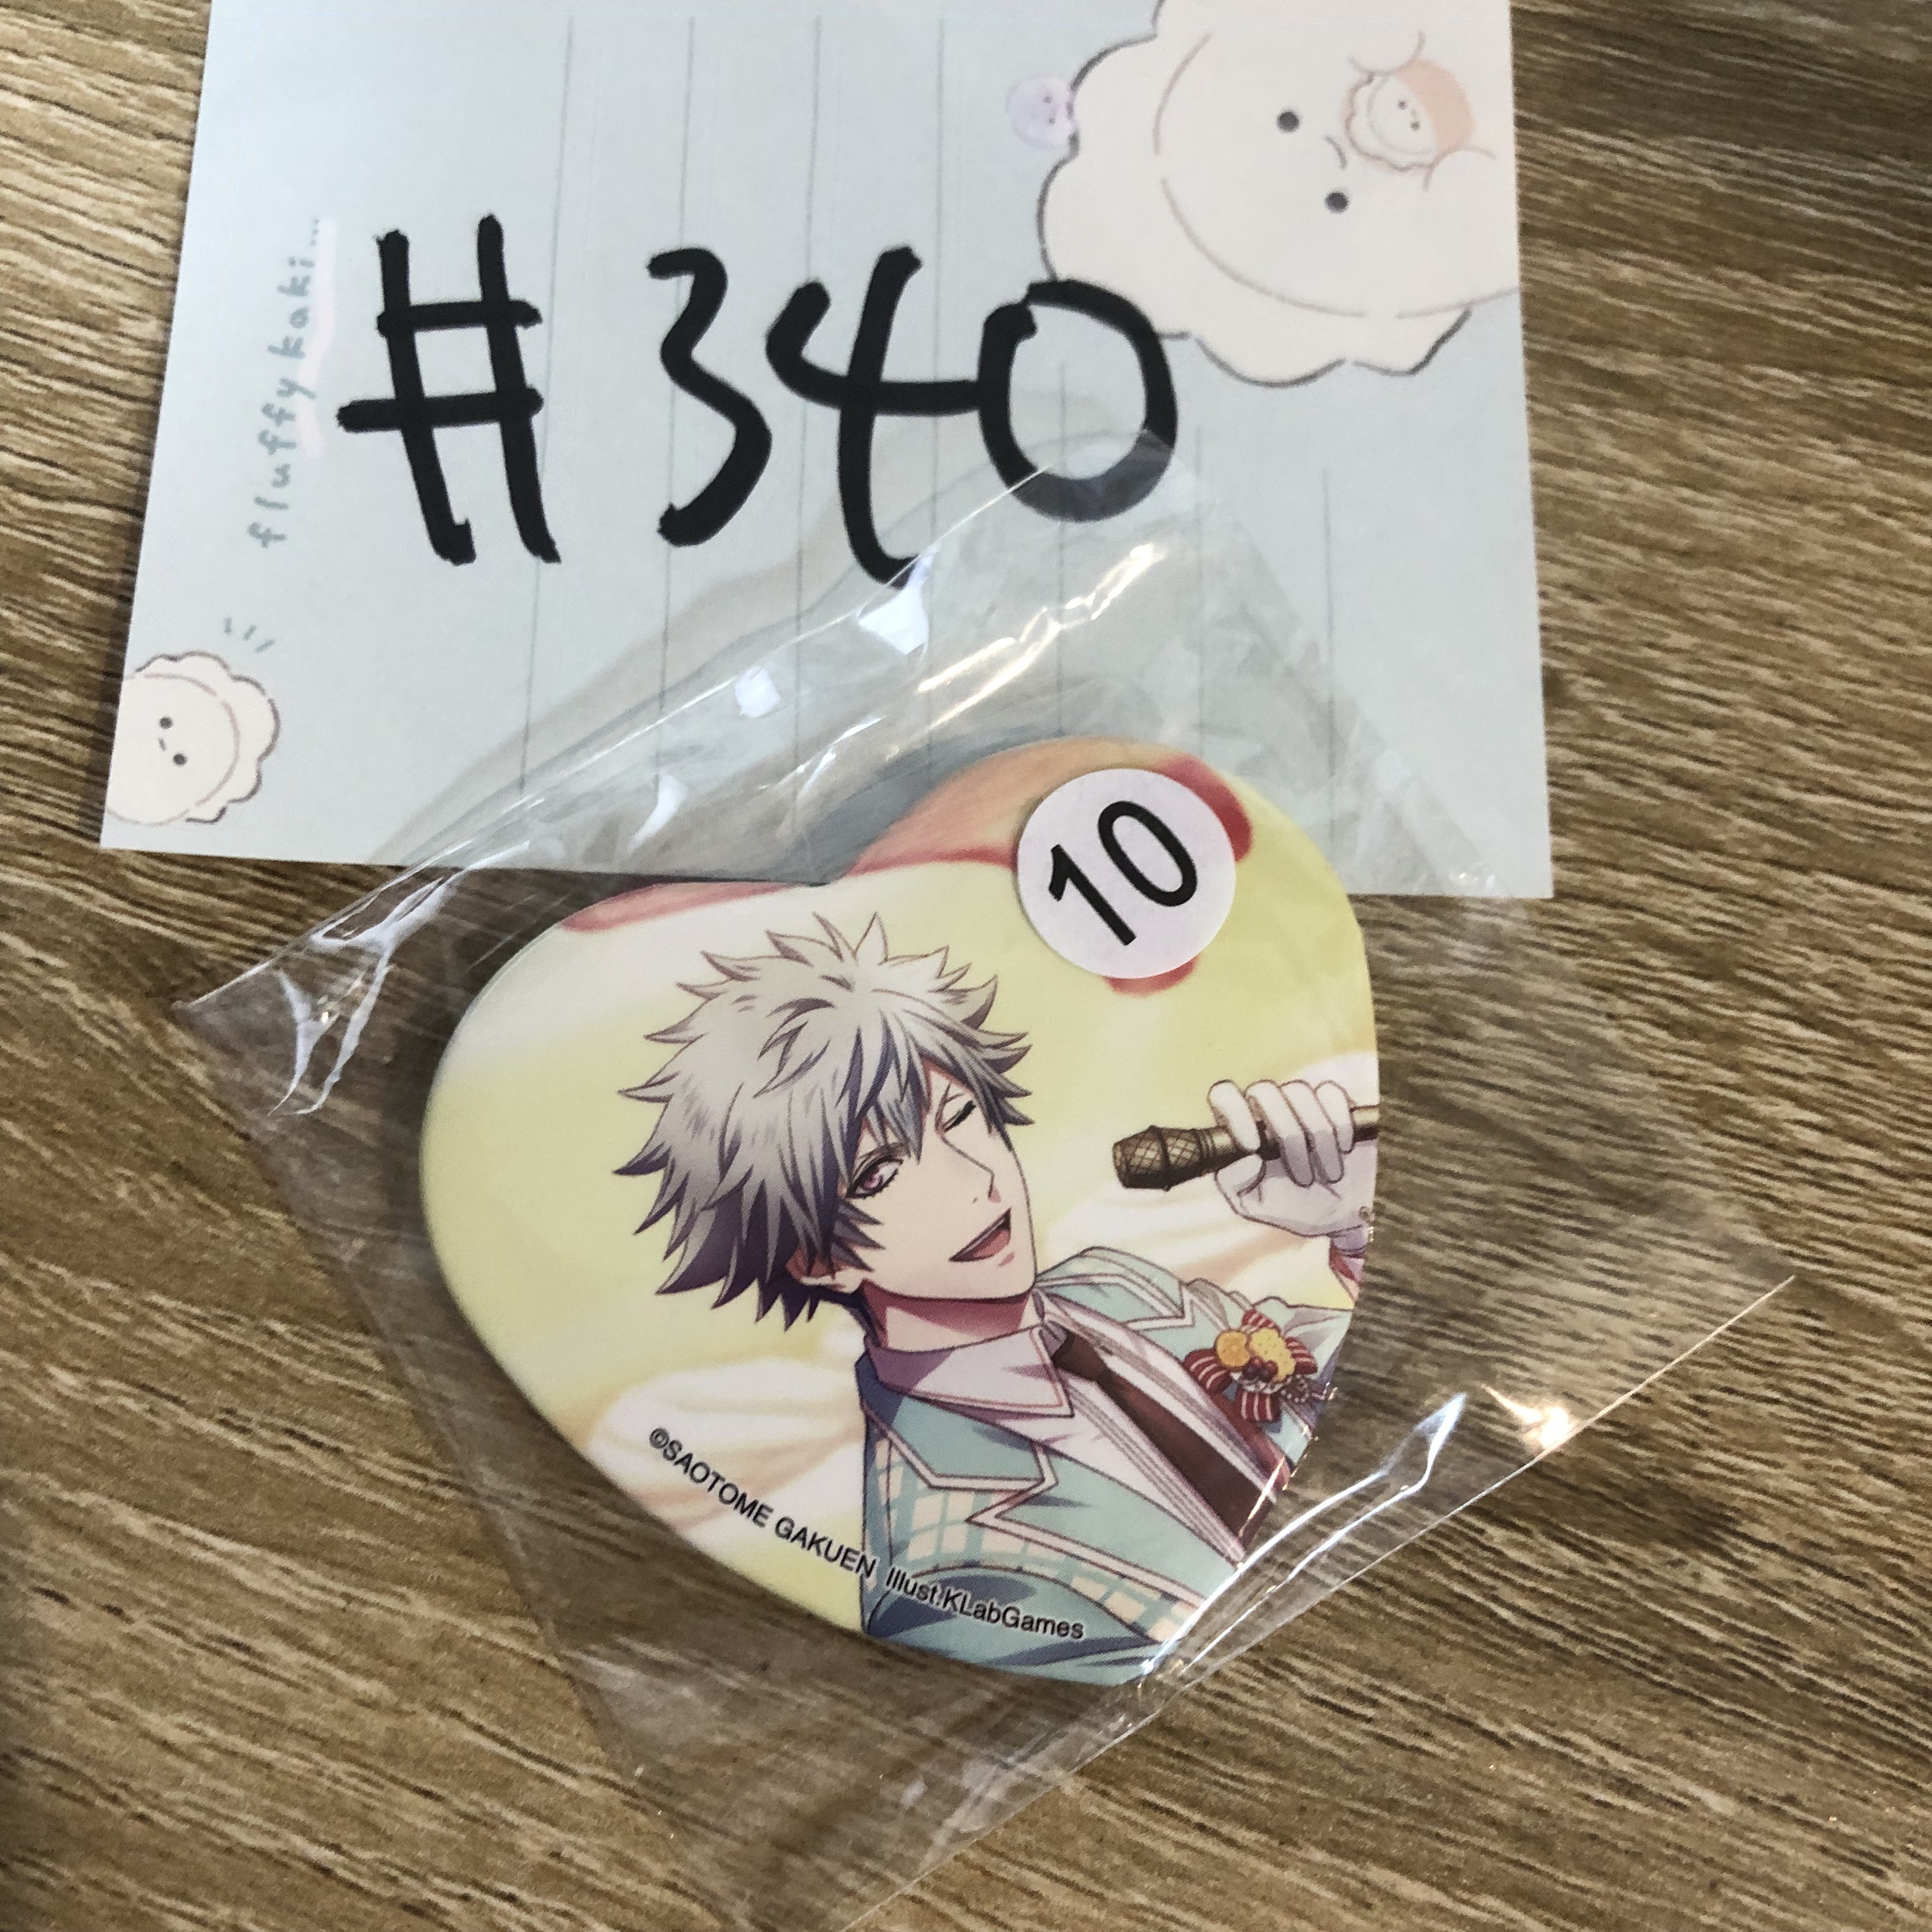 #340
fluffy kaki...
10
©SAOTOME GAKUEN Illust.KLabGames